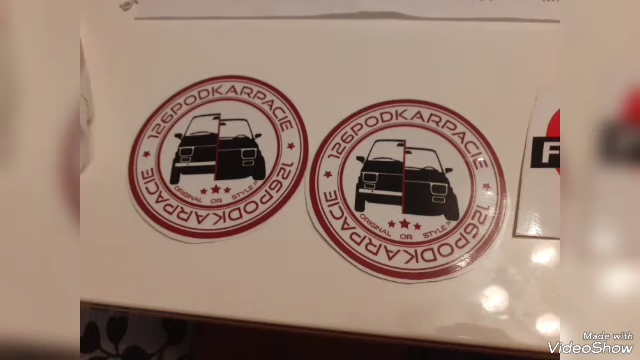 126PODKARPACIE
126PODKARPACIE
ORIGINAL OR STYLE
126PODKARPACIE
126PODKARPACIE
ORIGINAL OR STYLE
F
Made with
VideoShow